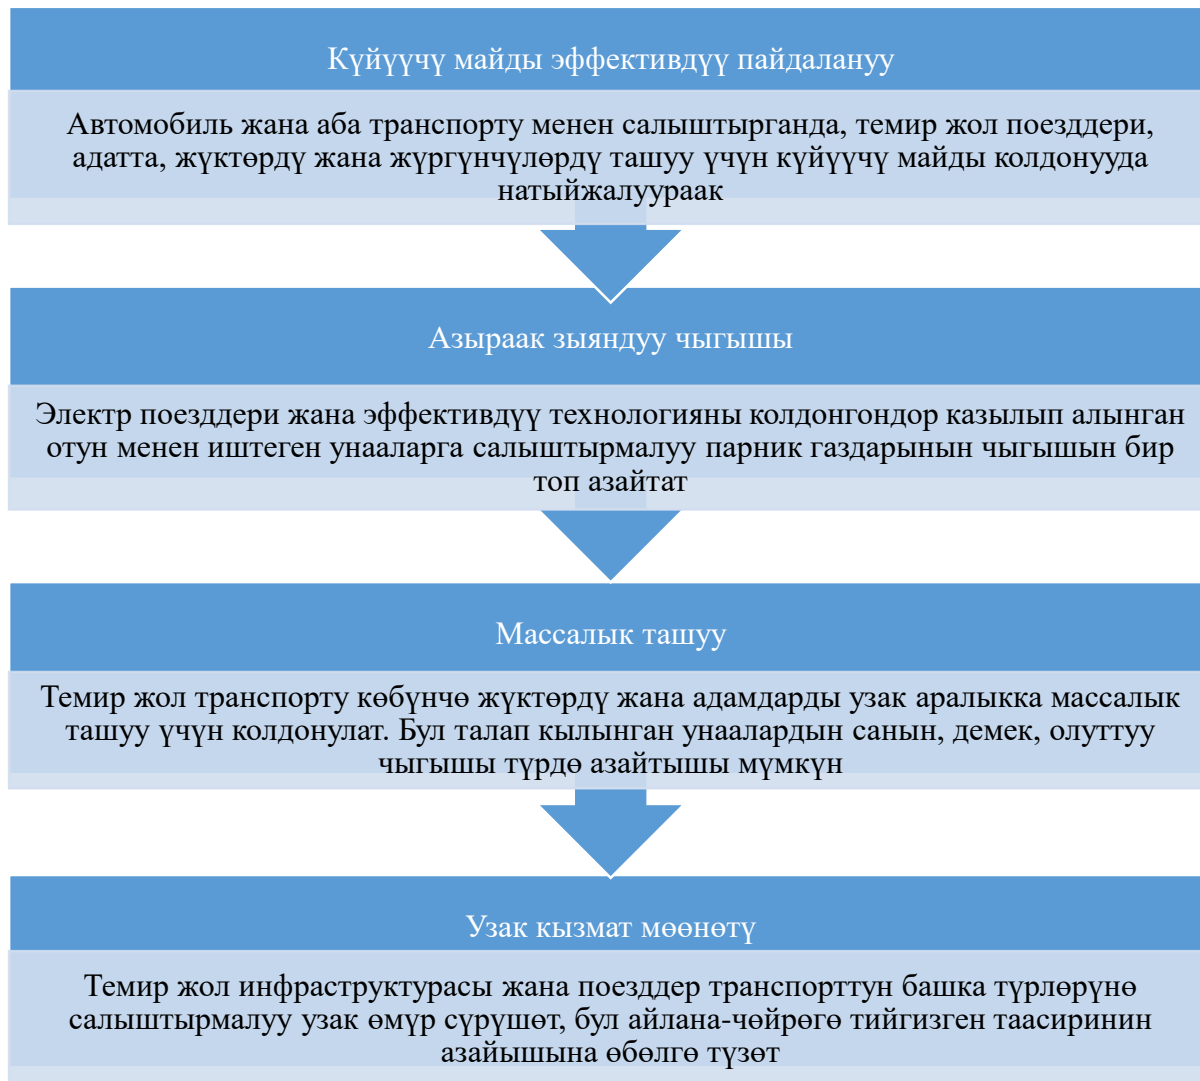 Күйүүчү майды эффективдүү пайдалануу
Автомобиль жана аба транспорту менен салыштырганда, темир жол поезддери,
адатта, жүктөрдү жана жүргүнчүлөрдү ташуу үчүн күйүүчү майды колдонууда
натыйжалуураак
Азыраак зыяндуу чыгышы
Электр поезддери жана эффективдүү технологияны колдонгондор казылып алынган
отун менен иштеген унааларга салыштырмалуу парник газдарынын чыгышын бир
топ азайтат
Массалык ташуу
Темир жол транспорту көбүнчө жүктөрдү жана адамдарды узак аралыкка массалык
ташуу үчүн колдонулат. Бул талап кылынган унаалардын санын, демек, олуттуу
чыгышы түрдө азайтышы мүмкүн
Узак кызмат мөөнөтү
Темир жол инфраструктурасы жана поезддер транспорттун башка түрлөрүнө
салыштырмалуу узак өмүр сүрүшөт, бул айлана-чөйрөгө тийгизген таасиринин
азайышына өбөлгө түзөт